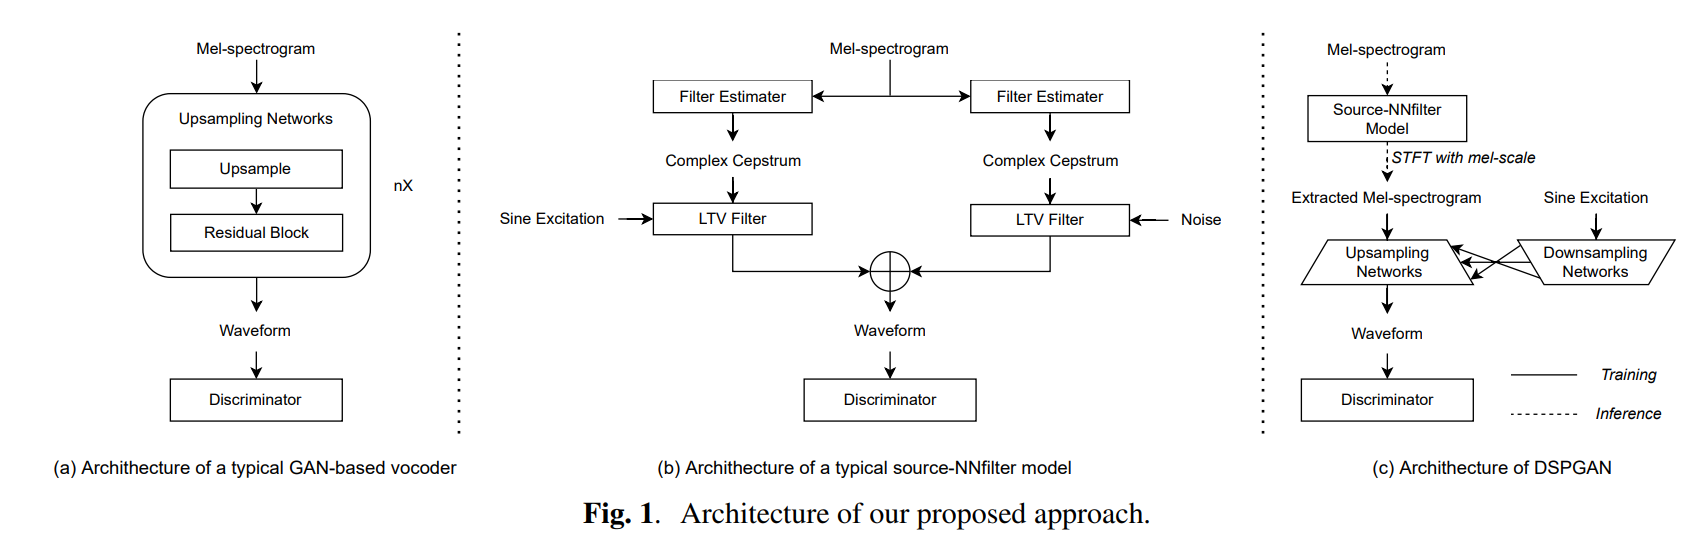 Mel-spectrogram
Upsampling Networks
Upsample
Residual Block
nX
Waveform
Discriminator
(a) Archithecture of a typical GAN-based vocoder
Mel-spectrogram
Filter Estimater
Filter Estimater
Complex Cepstrum
Complex Cepstrum
Sine Excitation
LTV Filter
LTV Filter
Noise
Waveform
Discriminator
(b) Archithecture of a typical source-NNfilter model
Mel-spectrogram
Source-NNfilter
Model
STFT with mel-scale
Extracted Mel-spectrogram
Sine Excitation
Upsampling
Networks
Downsampling
Networks
Waveform
Discriminator
Training
Inference
(c) Archithecture of DSPGAN
Fig. 1. Architecture of our proposed approach.